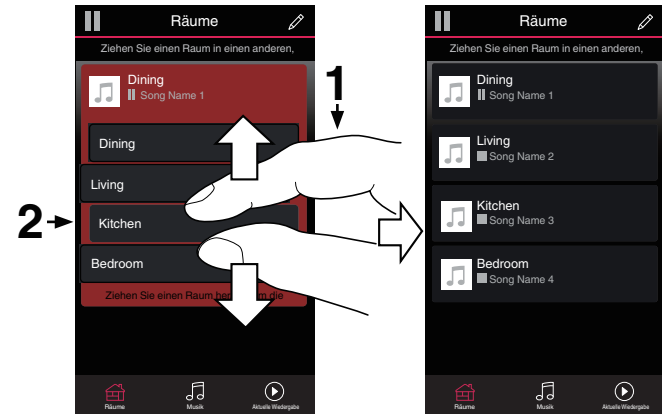 Räume
Ziehen Sie einen Raum in einen anderen,
Dining
Song Name 1
Dining
Living
Kitchen
Bedroom
Ziehen Sie einen Raum die
Räume
Musik
Aktuelle Wiedergabe
1
2
Räume
Ziehen Sie einen Raum in einen anderen,
Dining
Song Name 1
Living
Song Name 2
Kitchen
Song Name 3
Bedroom
Song Name 4
Räume
Musik
Aktuelle Wiedergabe